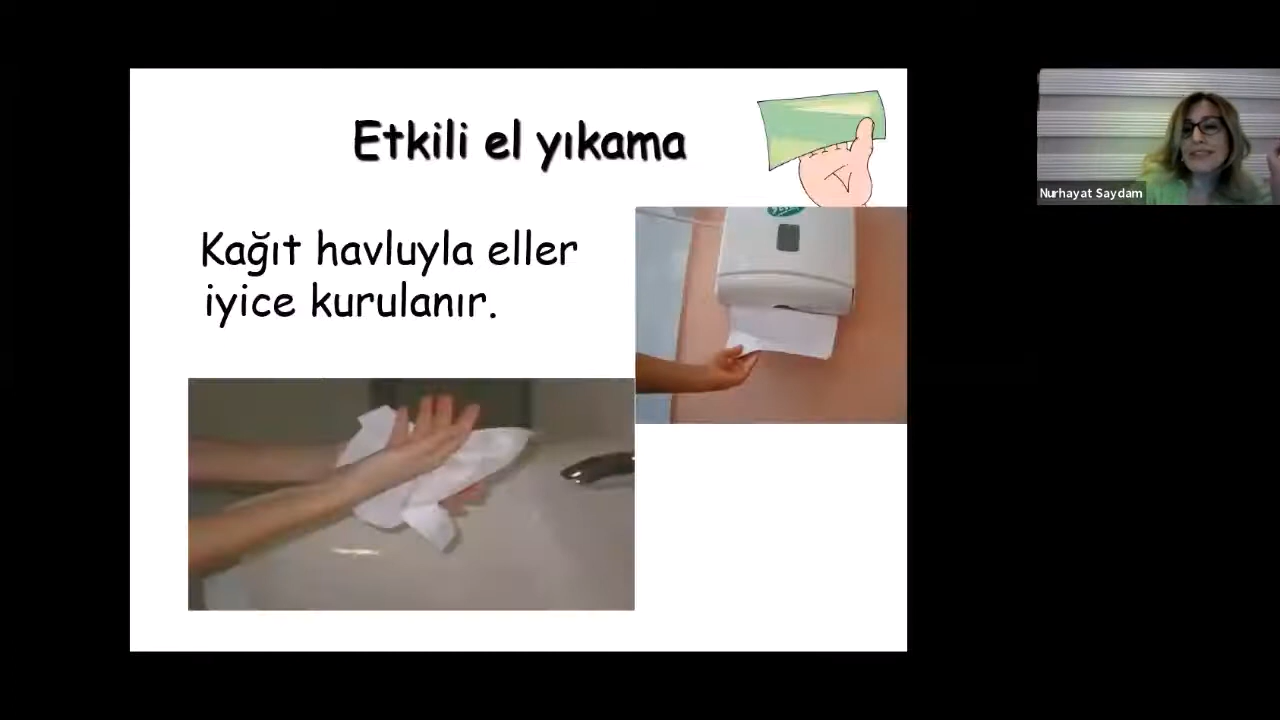 Etkili el yıkama
Kağıt havluyla eller
iyice kurulanır.
Nurhayat Saydam